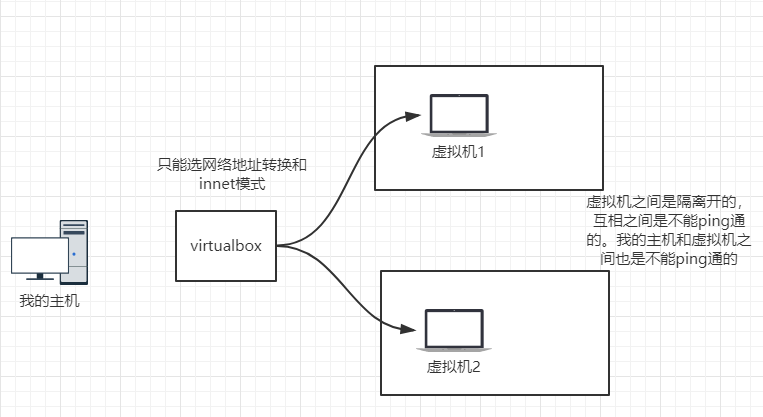 只能选网络地址转换和
innet模式
virtualbox
我的主机
虚拟机1
虚拟机之间是隔离开的，
互相之间是不能ping通
的。我的主机和虚拟机之
间也是不能ping通的
虚拟机2